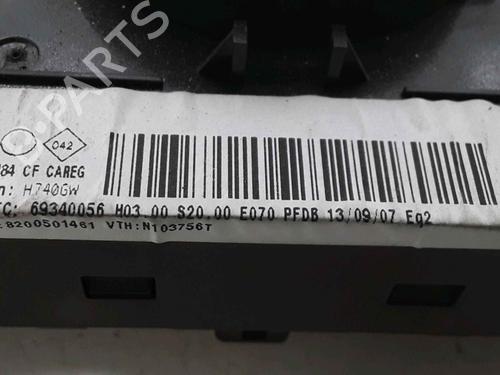 042
84 CF CAREG
n: H740GW
TC: 69340056 H03.00 S20.00 E070 PFDB 13/09/07 Eq2
:8200501461 VTH:N103756T
B-PARTS